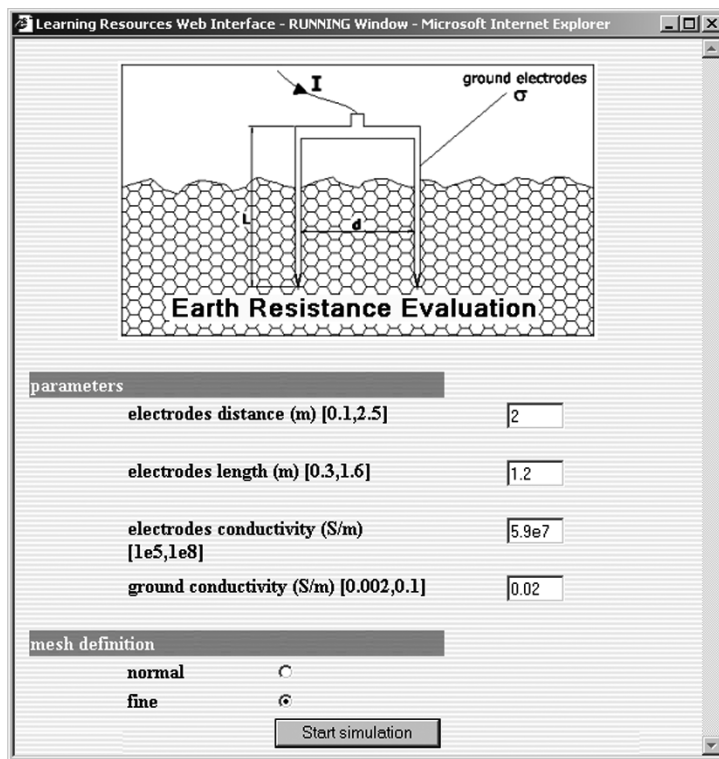 Learning Resources Web Interface - RUNNING Window - Microsoft Internet Explorer
I
ground electrodes
σ
L
d
Earth Resistance Evaluation
parameters
electrodes distance (m) [0.1,2.5]
2
electrodes length (m) [0.3,1.6]
1.2
electrodes conductivity (S/m)
[1e5,1e8]
5.9e7
ground conductivity (S/m) [0.002,0.1]
0.02
mesh definition
normal
fine
Start simulation